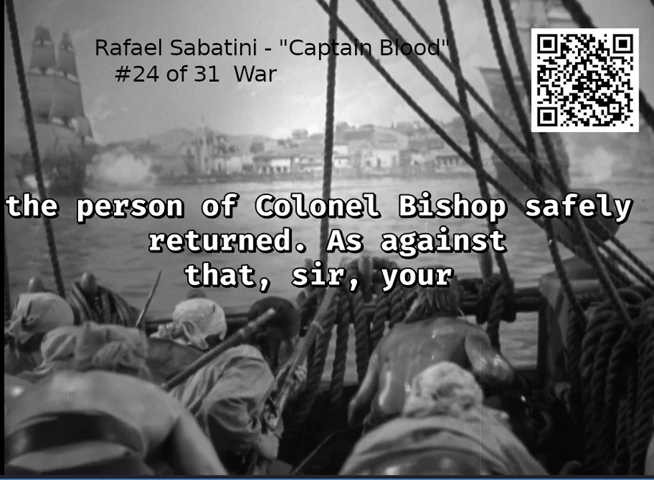 Rafael Sabatini - "Captain Blood"
#24 of 31 War
the person of Colonel Bishop safely
returned. As against
that, sir, your